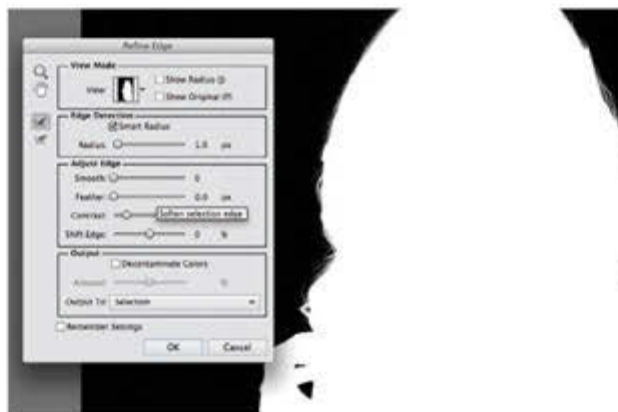 Refine Edge
View Mode
View:
Show Radius (J)
Show Original (P)
Edge Detection
Smart Radius
Radius: 1.0 px
Adjust Edge
Smooth: 0
Feather: 0.0 px
Contrast:
Soften selection edge
Shift Edge: 0 %
Output
Decontaminate Colors
Amount: %
Output To: Selection
Remember Settings
OK Cancel